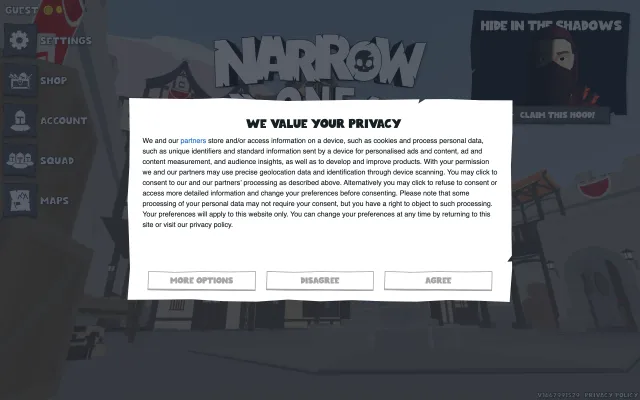 GUEST
SETTINGS
SHOP
ACCOUNT
SQUAD
MAPS
NARROW
ONE
HIDE IN THE SHADOWS
CLAIM THIS HOOD!
WE VALUE YOUR PRIVACY
We and our partners store and/or access information on a device, such as cookies and process personal data,
such as unique identifiers and standard information sent by a device for personalised ads and content, ad and
content measurement, and audience insights, as well as to develop and improve products. With your permission
we and our partners may use precise geolocation data and identification through device scanning. You may click to
consent to our and our partners' processing as described above. Alternatively you may click to refuse to consent or
access more detailed information and change your preferences before consenting. Please note that some
processing of your personal data may not require your consent, but you have a right to object to such processing.
Your preferences will apply to this website only. You can change your preferences at any time by returning to this
site or visit our privacy policy.
MORE OPTIONS
DISAGREE
AGREE
PRIVACY POLICY